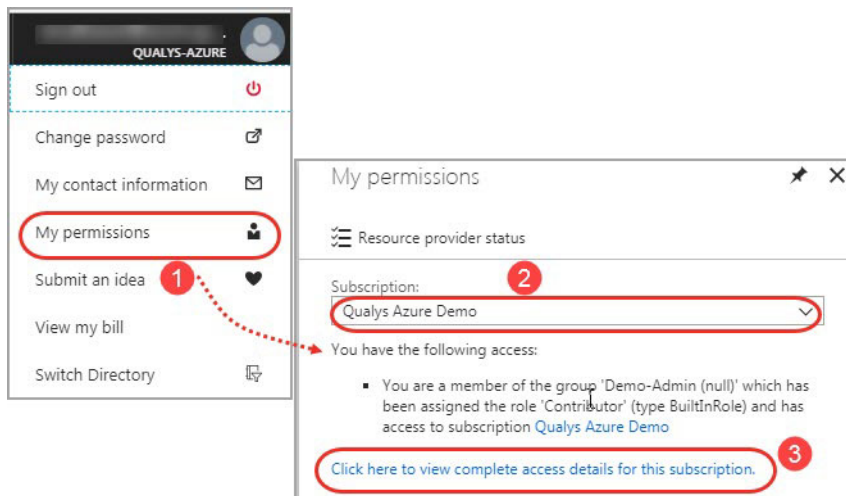 QUALYS-AZURE
Sign out
Change password
My contact information
My permissions
Submit an idea
1
View my bill
Switch Directory
My permissions
Resource provider status
Subscription:
2
Qualys Azure Demo
You have the following access:
▪ You are a member of the group 'Demo-Admin (null)' which has
been assigned the role 'Contributor' (type BuiltInRole) and has
access to subscription Qualys Azure Demo
Click here to view complete access details for this subscription.
3